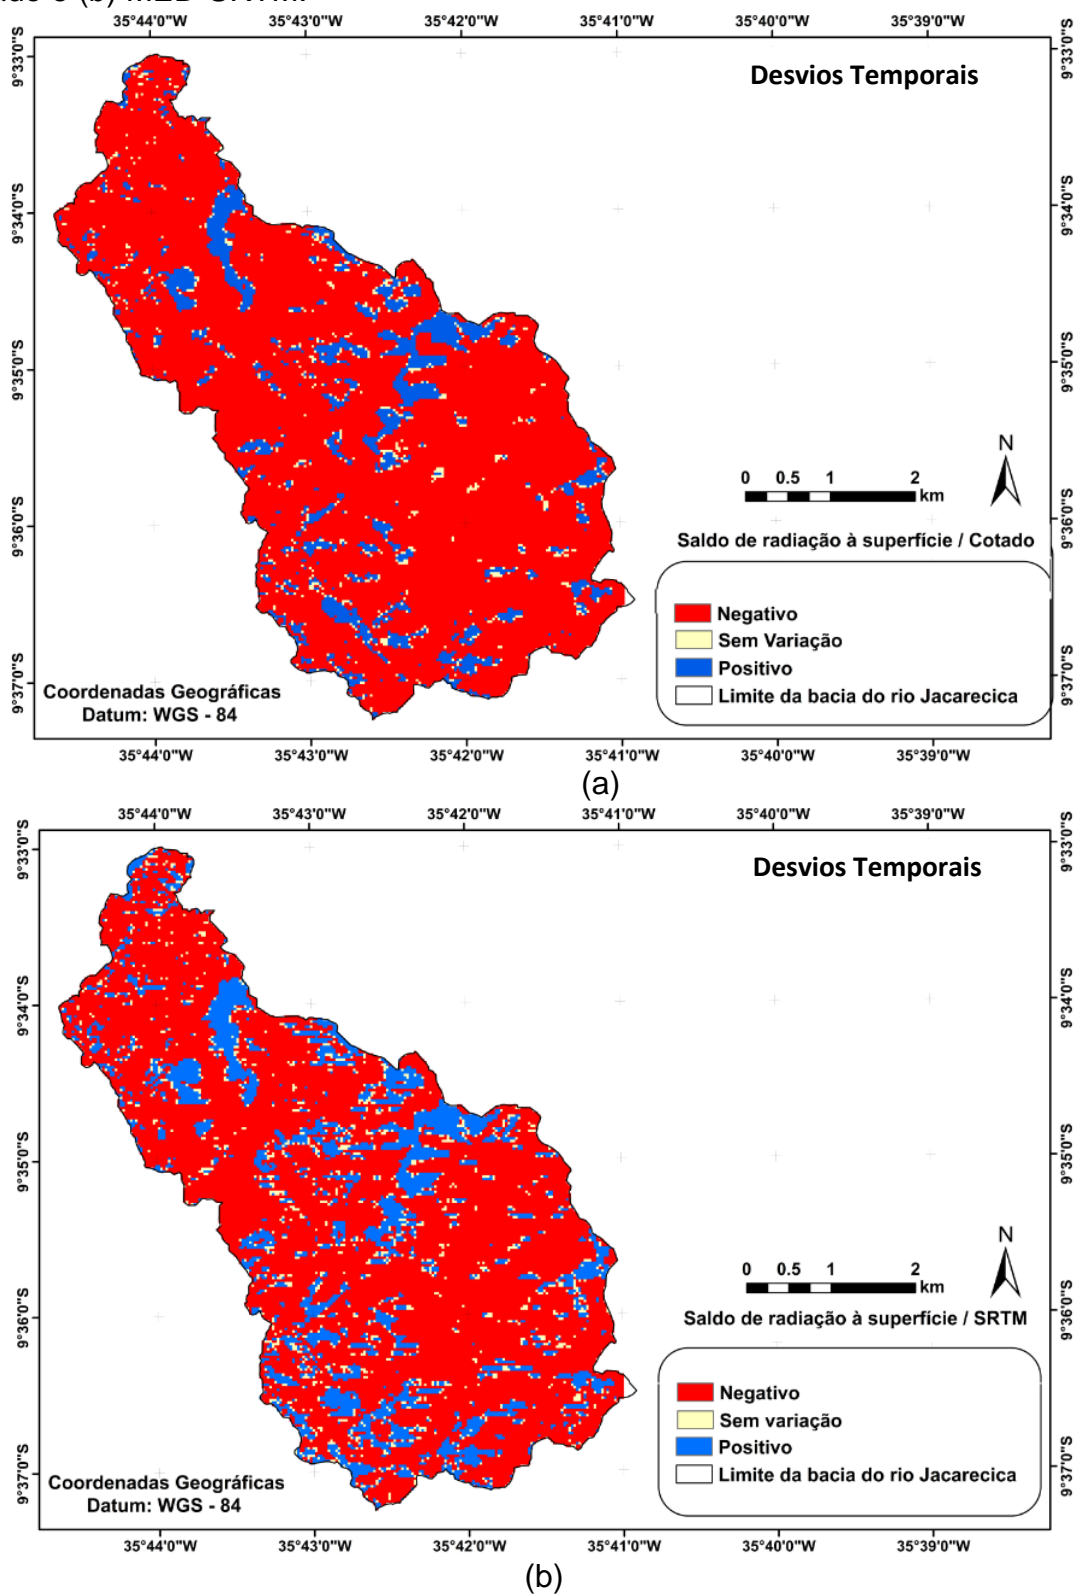 MED SRTM.
35°44'0"W 35°43'0"W 35°42'0"W 35°41'0"W 35°40'0"W 35°39'0"W
9°33'0"S 9°33'0"S
Desvios Temporais
9°34'0"S 9°34'0"S
9°35'0"S 9°35'0"S
N
0 0.5 1 2
km
9°36'0"S 9°36'0"S
Saldo de radiação à superfície / Cotado
Negativo
Sem Variação
Positivo
Limite da bacia do rio Jacarecica
9°37'0"S 9°37'0"S
Coordenadas Geográficas
Datum: WGS - 84
35°44'0"W 35°43'0"W 35°42'0"W 35°41'0"W 35°40'0"W 35°39'0"W
(a)
35°44'0"W 35°43'0"W 35°42'0"W 35°41'0"W 35°40'0"W 35°39'0"W
9°33'0"S 9°33'0"S
Desvios Temporais
9°34'0"S 9°34'0"S
9°35'0"S 9°35'0"S
N
0 0.5 1 2
km
9°36'0"S 9°36'0"S
Saldo de radiação à superfície / SRTM
Negativo
Sem variação
Positivo
Limite da bacia do rio Jacarecica
9°37'0"S 9°37'0"S
Coordenadas Geográficas
Datum: WGS - 84
35°44'0"W 35°43'0"W 35°42'0"W 35°41'0"W 35°40'0"W 35°39'0"W
(b)